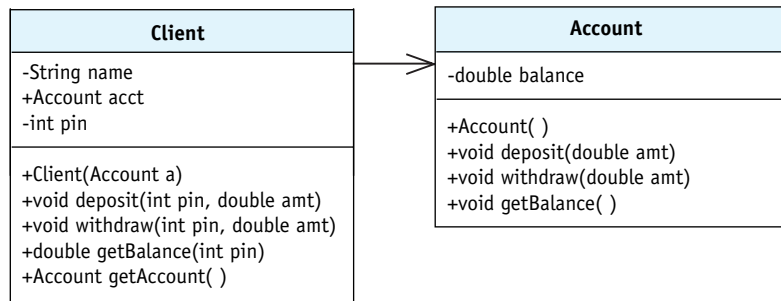 Client
-String name
+Account acct
-int pin
+Client(Account a)
+void deposit(int pin, double amt)
+void withdraw(int pin, double amt)
+double getBalance(int pin)
+Account getAccount( )
Account
-double balance
+Account( )
+void deposit(double amt)
+void withdraw(double amt)
+void getBalance( )